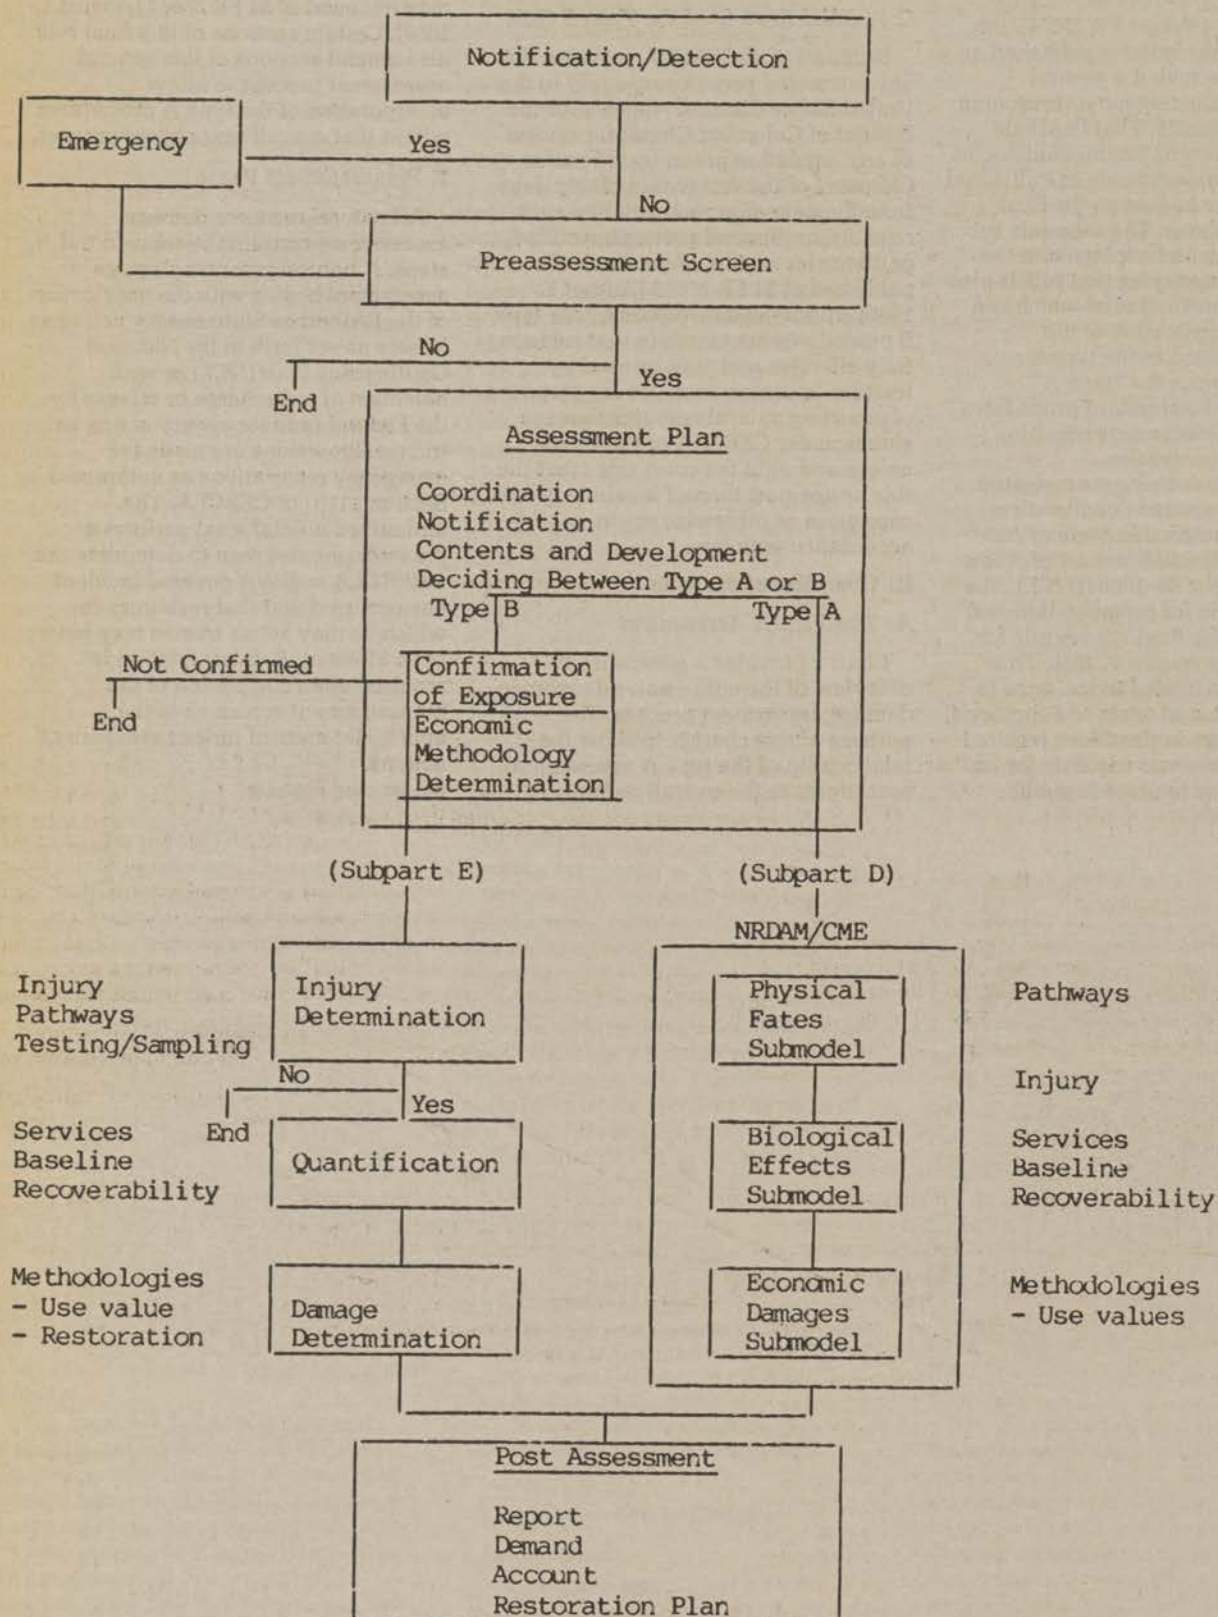 Notification/Detection
Emergency
Yes
No
Preassessment Screen
No
Yes
End
Assessment Plan
Coordination
Notification
Contents and Development
Deciding Between Type A or B
Type B
Type A
Not Confirmed
End
Confirmation
of Exposure
Economic
Methodology
Determination
(Subpart E)
(Subpart D)
NRDAM/CME
Injury
Pathways
Testing/Sampling
Injury
Determination
Physical
Fates
Submodel
Pathways
Injury
No
Yes
End
Services
Baseline
Recoverability
Quantification
Biological
Effects
Submodel
Services
Baseline
Recoverability
Methodologies
- Use value
- Restoration
Damage
Determination
Economic
Damages
Submodel
Methodologies
- Use values
Post Assessment
Report
Demand
Account
Restoration Plan